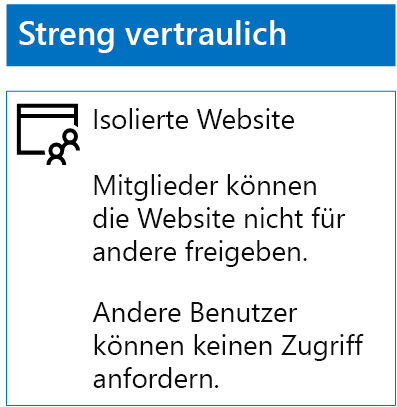 Streng vertraulich
Isolierte Website
Mitglieder können
die Website nicht für
andere freigeben.
Andere Benutzer
können keinen Zugriff
anfordern.